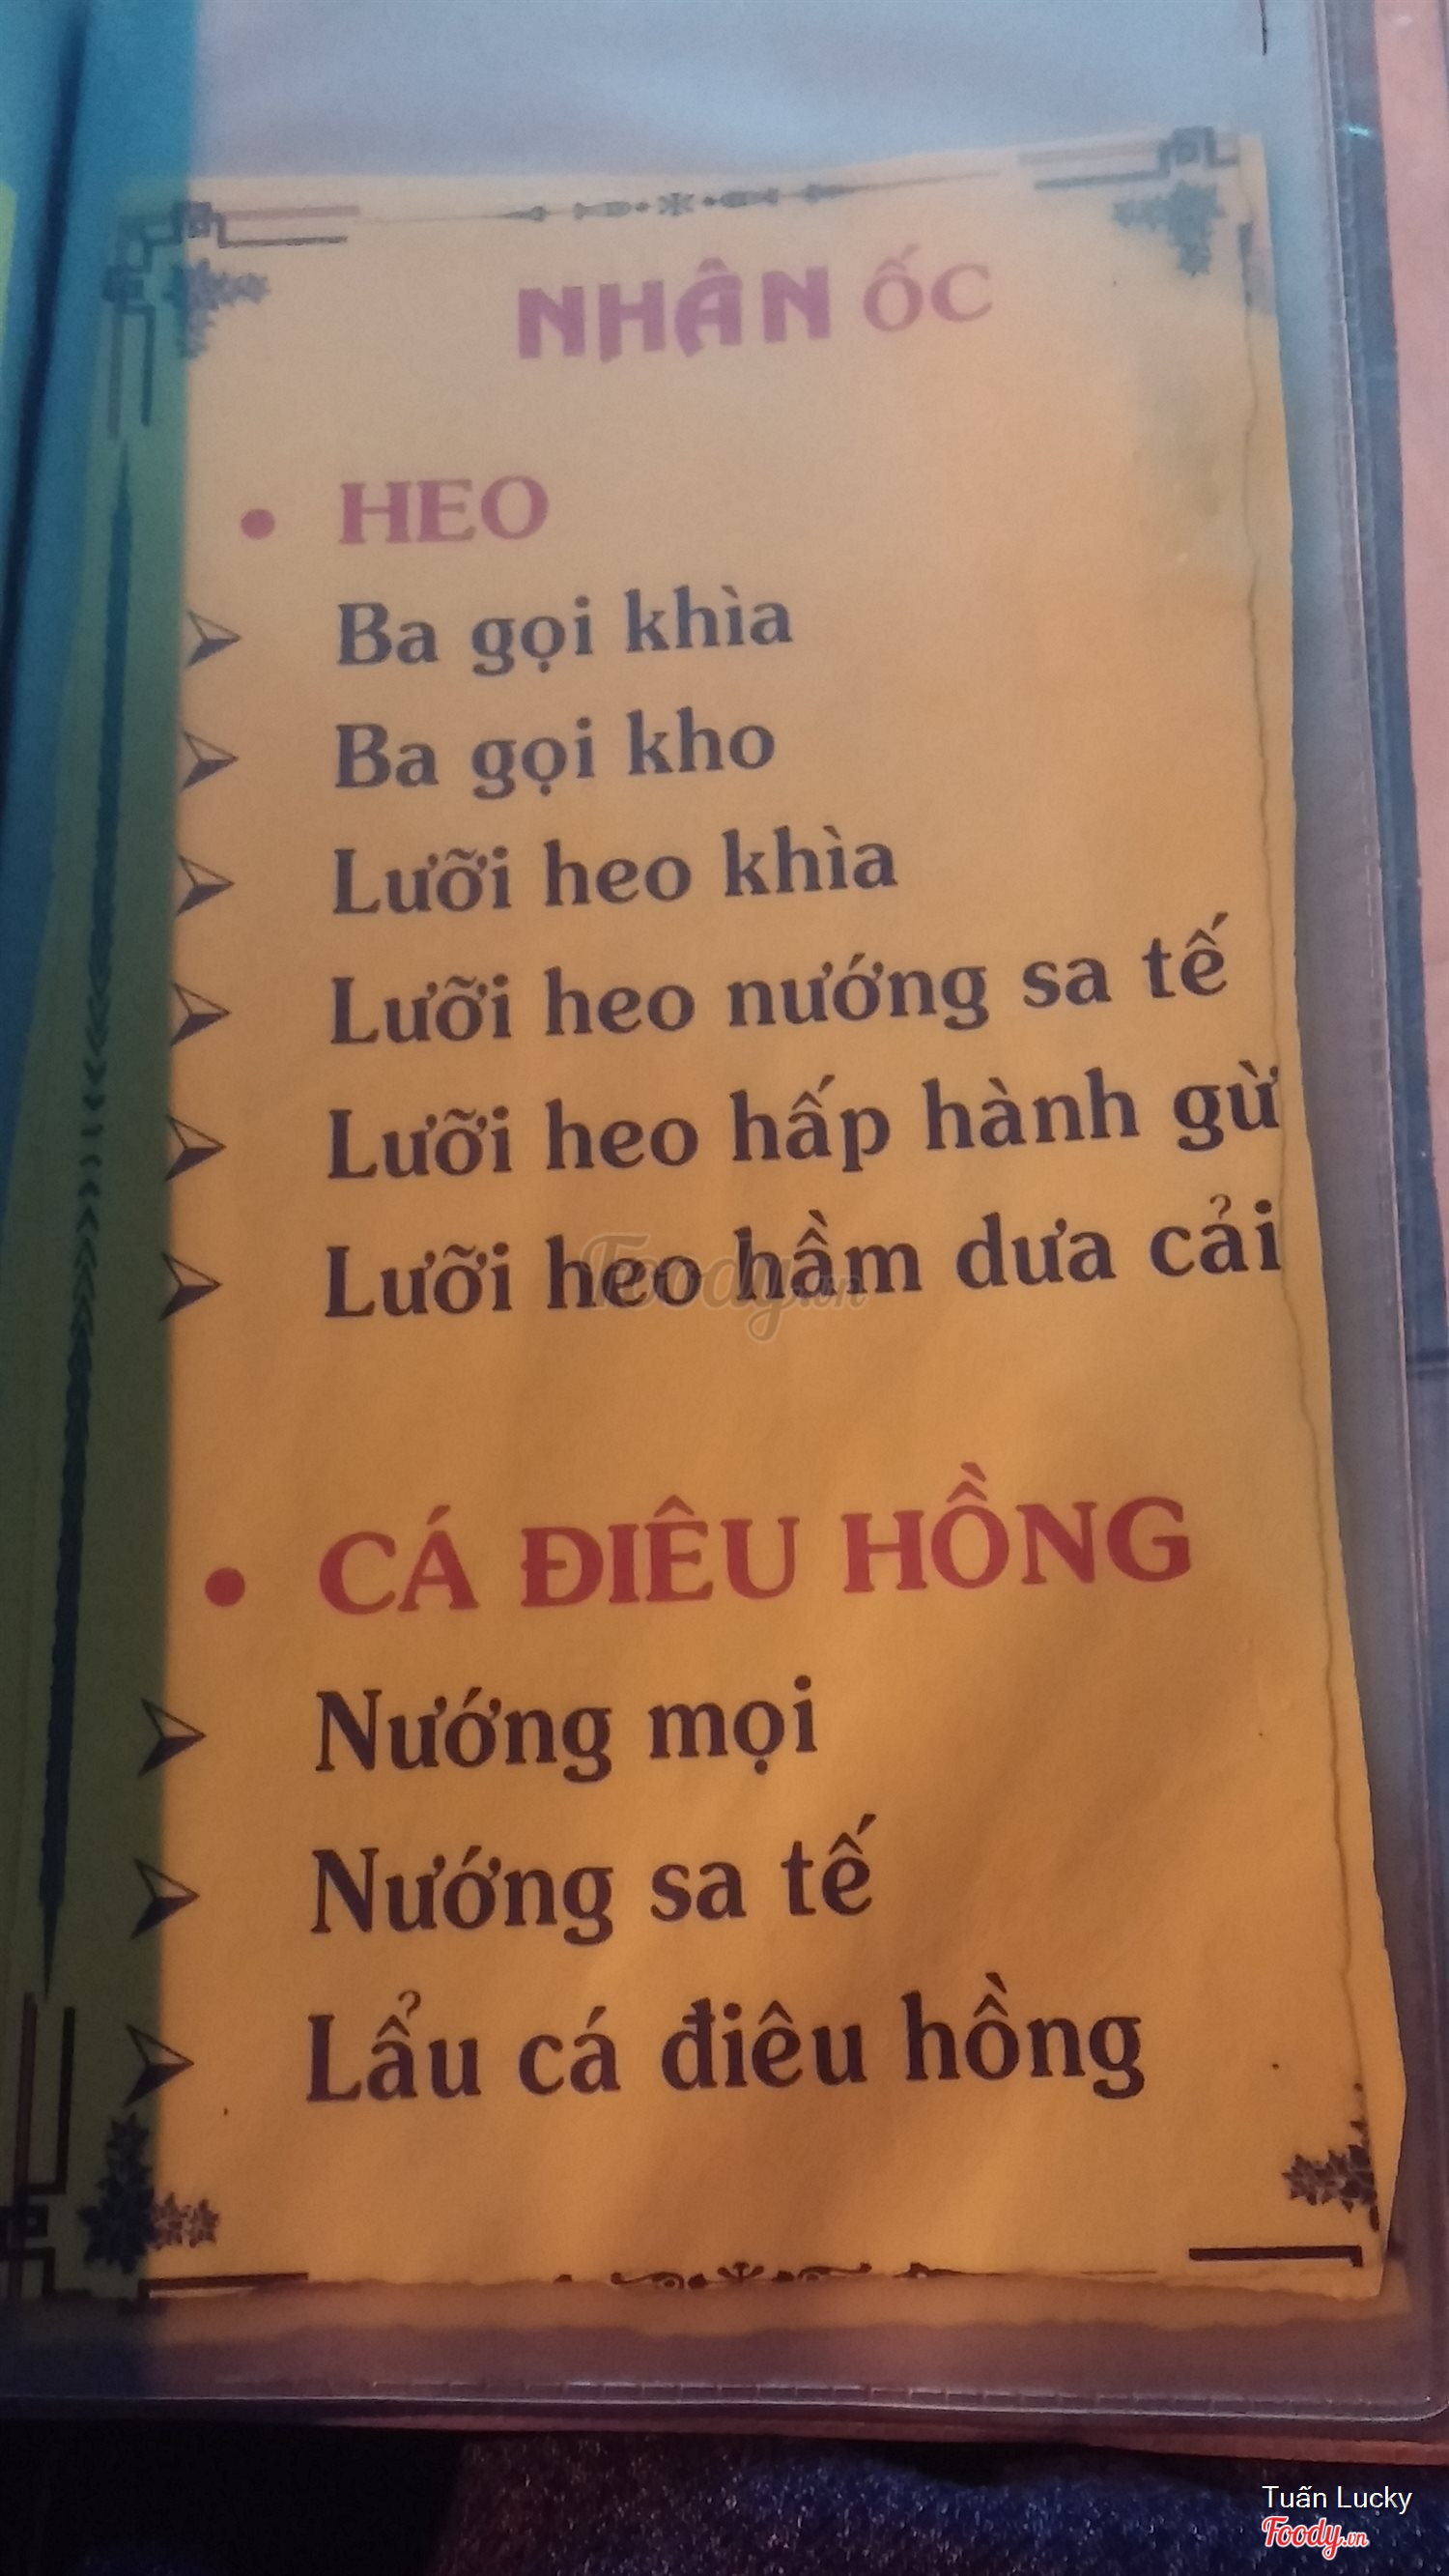 NHÂN ỐC
• HEO
Ba gọi khìa
Ba gọi kho
Lưỡi heo khìa
Lưỡi heo nướng sa tế
Lưỡi heo hấp hành gừ
Lưỡi heo hầm dưa cải
Foody.vn
• CÁ ĐIÊU HỒNG
Nướng mọi
Nướng sa tế
Lẩu cá điêu hồng
Tuấn Lucky
Foody.vn